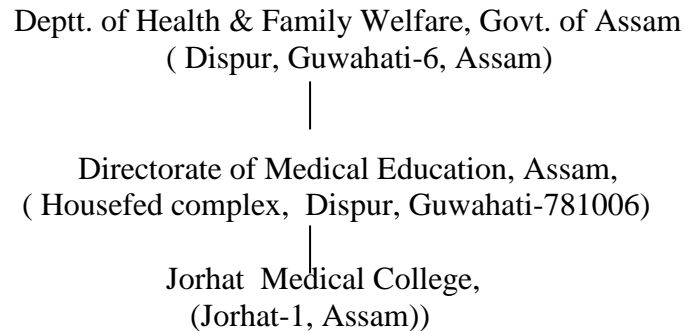 Deptt. of Health & Family Welfare, Govt. of Assam
( Dispur, Guwahati-6, Assam)
Directorate of Medical Education, Assam,
( Housefed complex, Dispur, Guwahati-781006)
Jorhat Medical College,
(Jorhat-1, Assam))